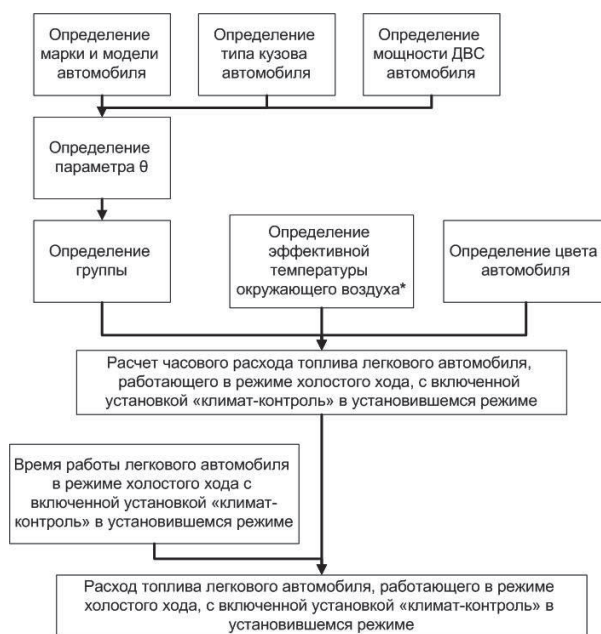 Определение
марки и модели
автомобиля
Определение
типа кузова
автомобиля
Определение
мощности ДВС
автомобиля
Определение
параметра θ
Определение
группы
Определение
эффективной
температуры
окружающего воздуха*
Определение цвета
автомобиля
Расчет часового расхода топлива легкового автомобиля,
работающего в режиме холостого хода, с включенной
установкой «климат-контроль» в установившемся режиме
Время работы легкового автомобиля
в режиме холостого хода с
включенной установкой «климат-
контроль» в установившемся режиме
Расход топлива легкового автомобиля, работающего в режиме
холостого хода, с включенной установкой «климат-контроль» в
установившемся режиме